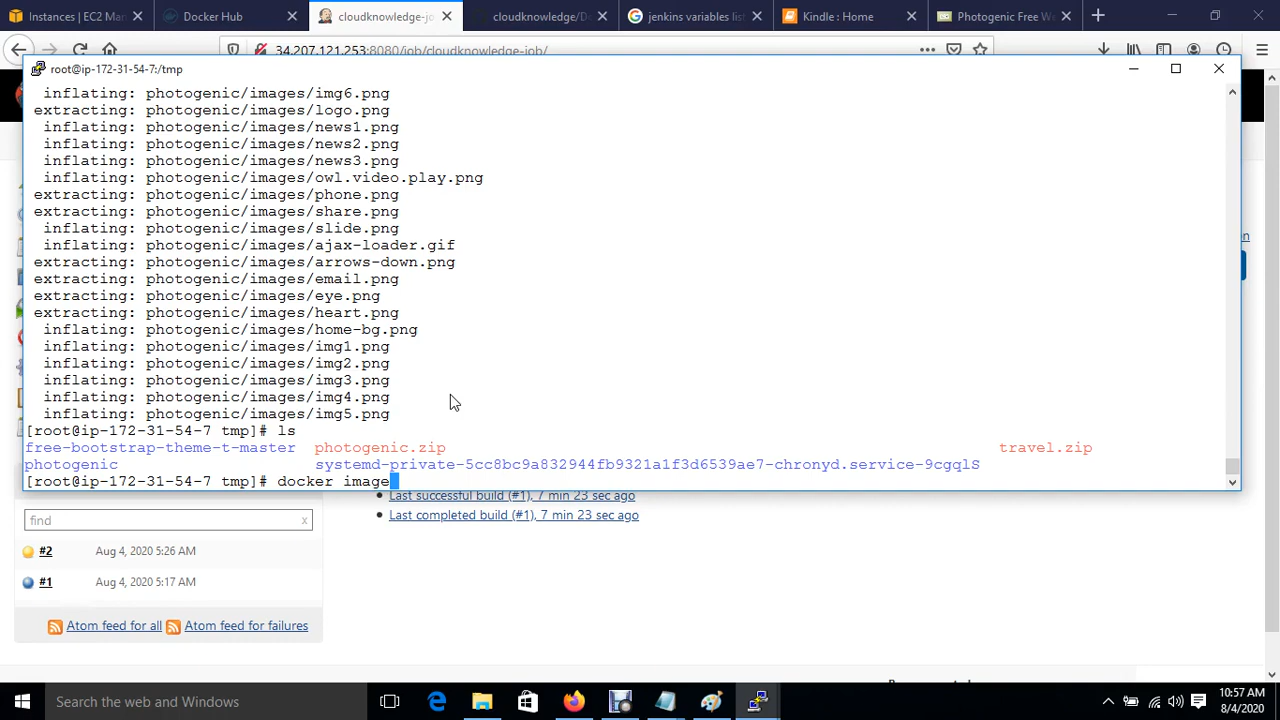 Instances | EC2 Man
Docker Hub
cloudknowledge-jo
cloudknowledge/D
jenkins variables list
Kindle : Home
Photogenic Free W
34.207.121.253:8080/job/cloudknowledge-job/
root@ip-172-31-54-7:/tmp
inflating: photogenic/images/img6.png
extracting: photogenic/images/logo.png
inflating: photogenic/images/news1.png
inflating: photogenic/images/news2.png
inflating: photogenic/images/news3.png
inflating: photogenic/images/owl.video.play.png
extracting: photogenic/images/phone.png
extracting: photogenic/images/share.png
extracting: photogenic/images/slide.png
inflating: photogenic/images/ajax-loader.gif
extracting: photogenic/images/arrows-down.png
extracting: photogenic/images/email.png
extracting: photogenic/images/eye.png
extracting: photogenic/images/heart.png
inflating: photogenic/images/home-bg.png
inflating: photogenic/images/img1.png
inflating: photogenic/images/img2.png
inflating: photogenic/images/img3.png
inflating: photogenic/images/img4.png
inflating: photogenic/images/img5.png
[root@ip-172-31-54-7 tmp]# ls
free-bootstrap-theme-t-master photogenic.zip travel.zip
photogenic systemd-private-5cc8bc9a832944fb9321a1f3d6539ae7-chronyd.service-9cgqlS
[root@ip-172-31-54-7 tmp]# docker image
Last successful build (#1), 7 min 23 sec ago
Last completed build (#1), 7 min 23 sec ago
find x
#2 Aug 4, 2020 5:26 AM
#1 Aug 4, 2020 5:17 AM
Atom feed for all Atom feed for failures
Search the web and Windows
10:57 AM
8/4/2020